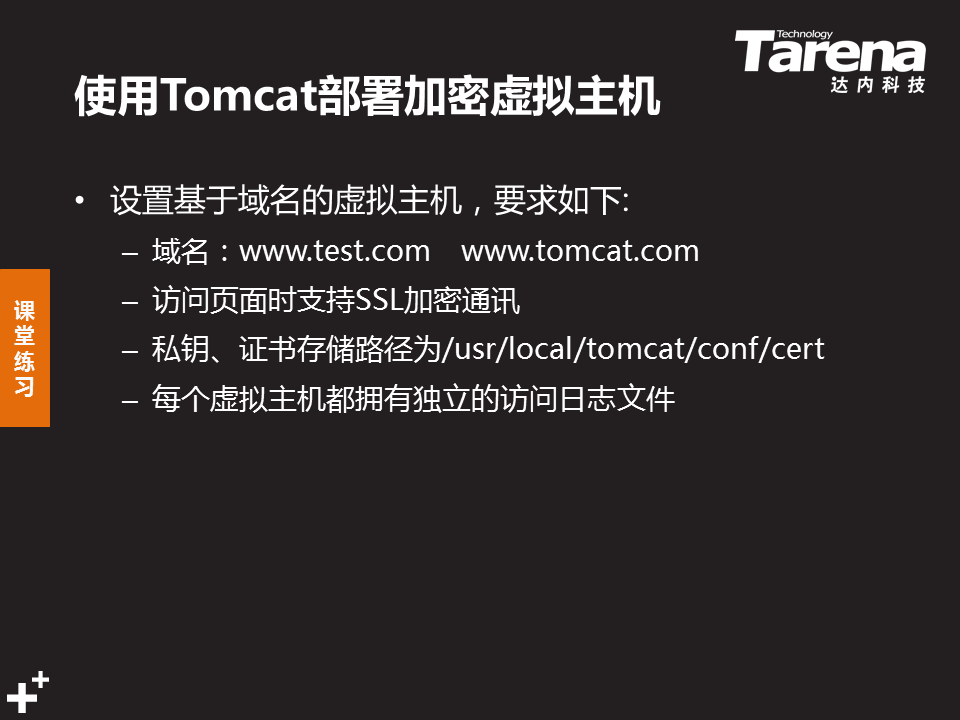 Technology
Tarena
达内科技
使用Tomcat部署加密虚拟主机
• 设置基于域名的虚拟主机，要求如下:
– 域名：www.test.com www.tomcat.com
– 访问页面时支持SSL加密通讯
– 私钥、证书存储路径为/usr/local/tomcat/conf/cert
– 每个虚拟主机都拥有独立的访问日志文件
课
堂
练
习